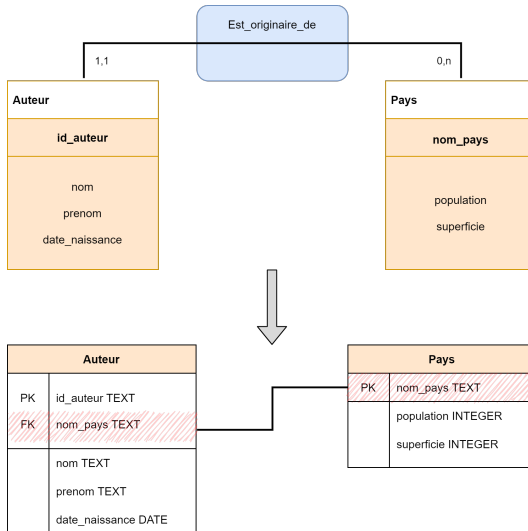 Est_originaire_de
1,1
0,n
Auteur
id_auteur
nom
prenom
date_naissance
Pays
nom_pays
population
superficie
Auteur
PK id_auteur TEXT
FK nom_pays TEXT
nom TEXT
prenom TEXT
date_naissance DATE
Pays
PK nom_pays TEXT
population INTEGER
superficie INTEGER